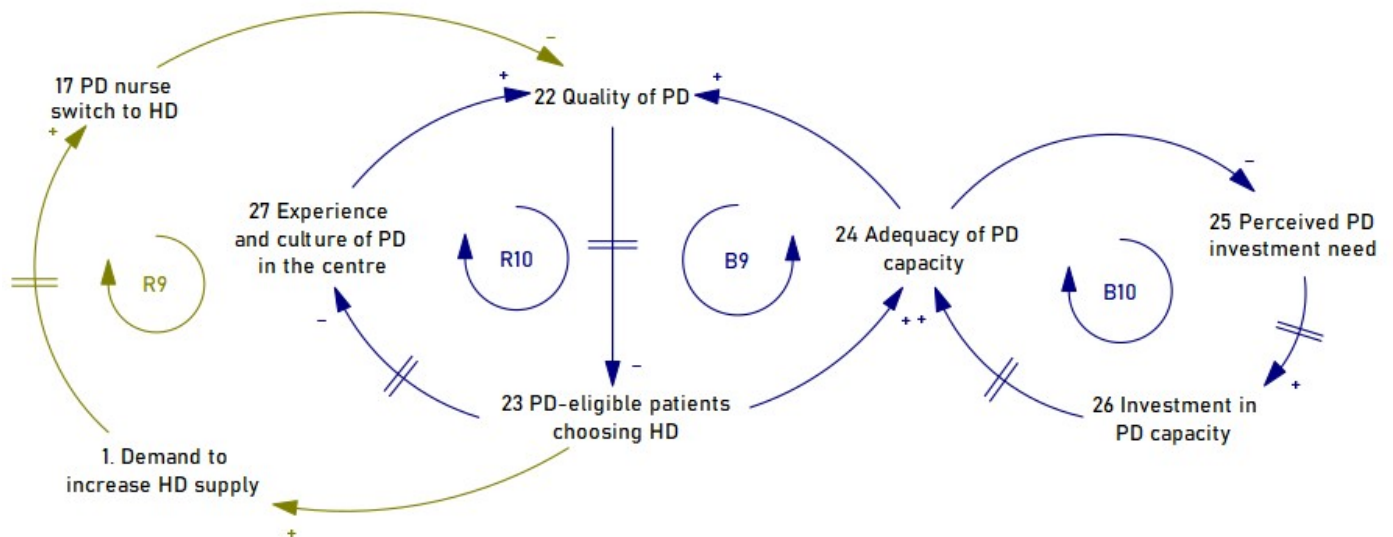 −
17 PD nurse
switch to HD
+
+
22 Quality of PD
+
−
27 Experience
and culture of PD
in the centre
24 Adequacy of PD
capacity
25 Perceived PD
investment need
R9
R10
B9
B10
−
+ +
−
+
23 PD-eligible patients
choosing HD
26 Investment in
PD capacity
1. Demand to
increase HD supply
+